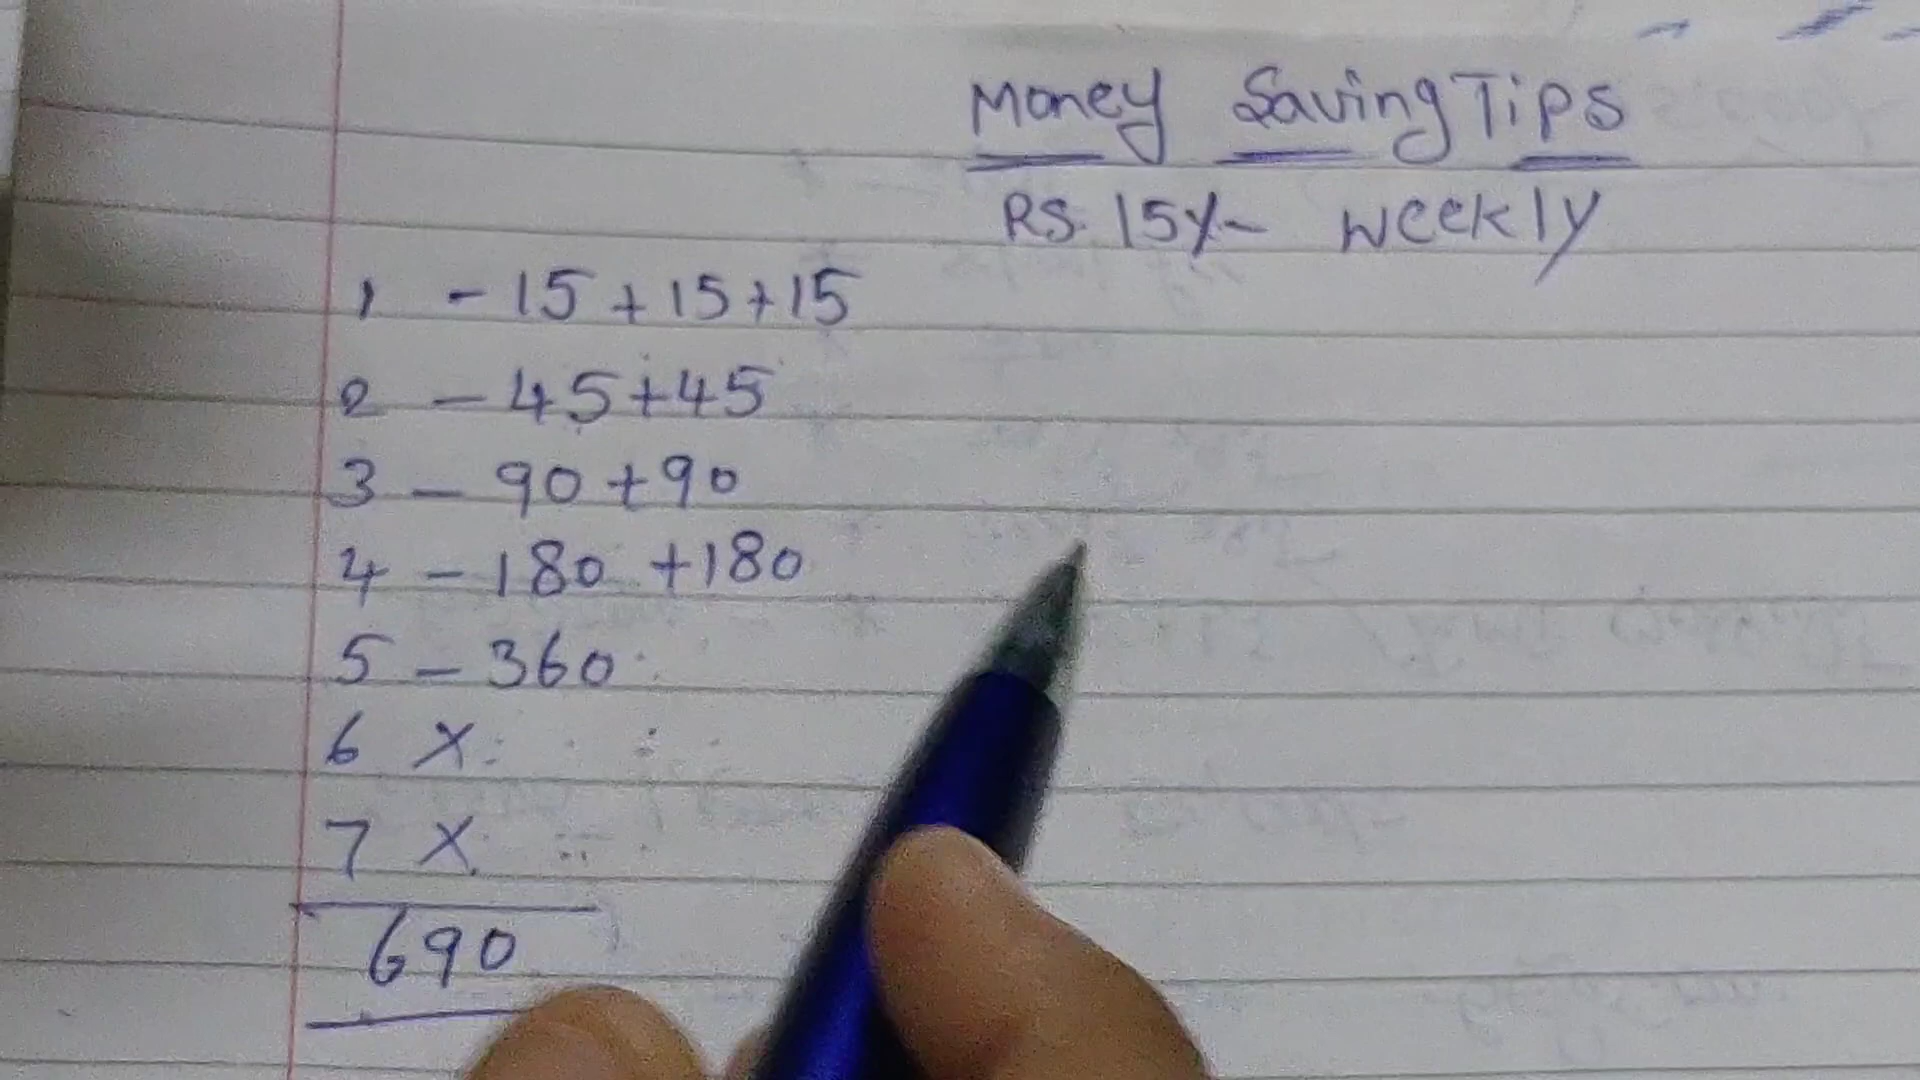 Money Saving Tips
RS. 15/- weekly
1 - 15 + 15 + 15
2 - 45 + 45
3 - 90 + 90
4 - 180 + 180
5 - 360
6 X
7 X
690